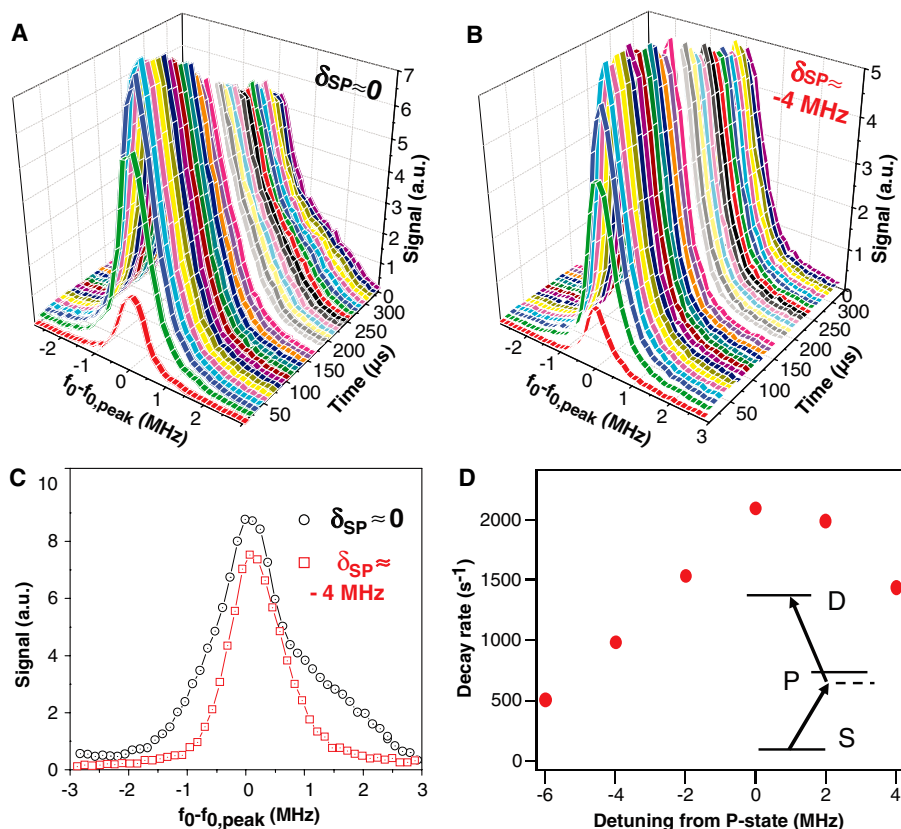 A
δSP≈0
7
6
5
4
3
2
1
0
Signal (a.u.)
300
250
200
150
100
50
Time (μs)
-2
-1
0
1
2
f0-f0,peak (MHz)
B
δSP≈
-4 MHz
5
4
3
2
1
0
Signal (a.u.)
300
250
200
150
100
50
Time (μs)
-2
-1
0
1
2
3
f0-f0,peak (MHz)
C
10
8
6
4
2
0
Signal (a.u.)
δSP≈0
δSP≈
- 4 MHz
-3 -2 -1 0 1 2 3
f0-f0,peak (MHz)
D
2000
1500
1000
500
0
Decay rate (s-1)
D
P
S
-6 -4 -2 0 2 4
Detuning from P-state (MHz)